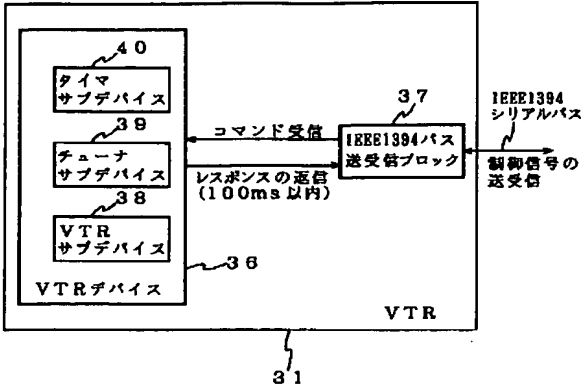 40
タイマ
サブデバイス
39
チューナ
サブデバイス
38
VTR
サブデバイス
VTRデバイス
36
コマンド受信
レスポンスの返信
(100ms以内)
37
IEEE1394バス
送受信ブロック
IEEE1394
シリアルバス
制御信号の
送受信
VTR
31